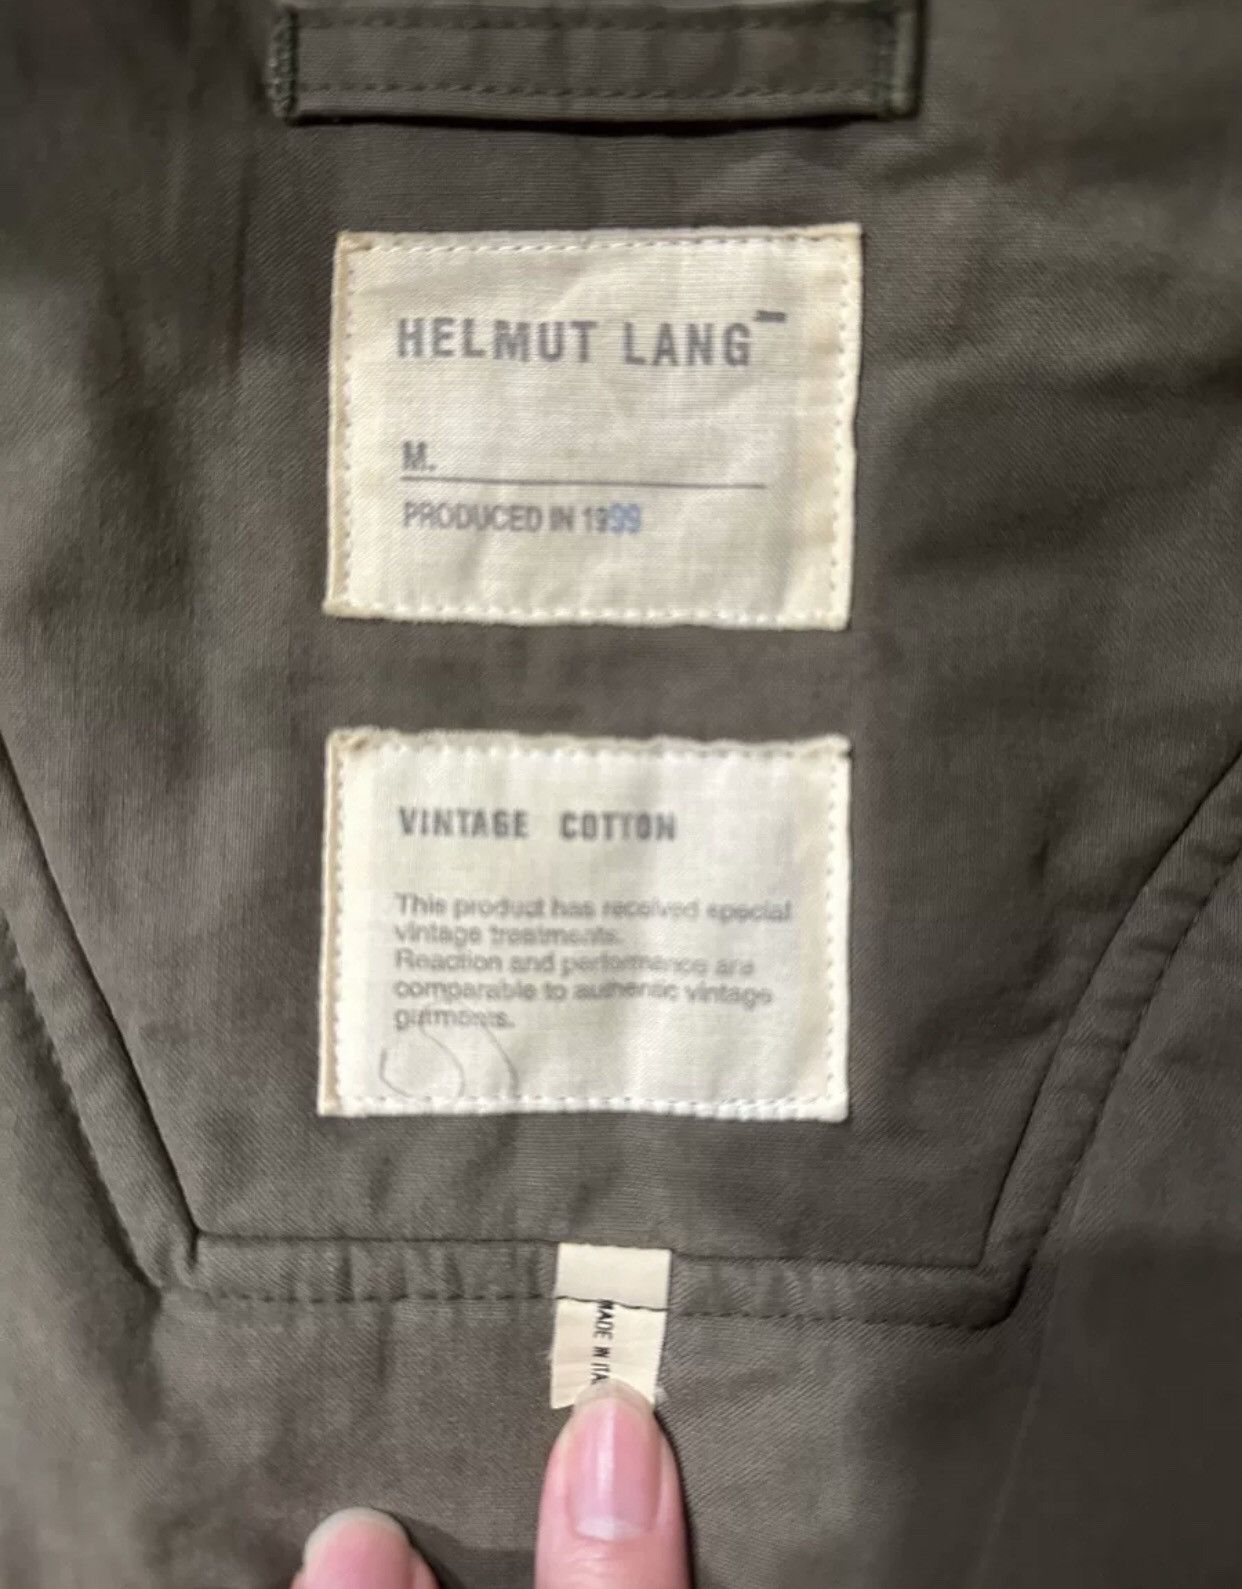 HELMUT LANG
M.
PRODUCED IN 1999
VINTAGE COTTON
This product has received special
vintage treatments.
Reaction and performance are
comparable to authentic vintage
garments.
MADE IN ITA